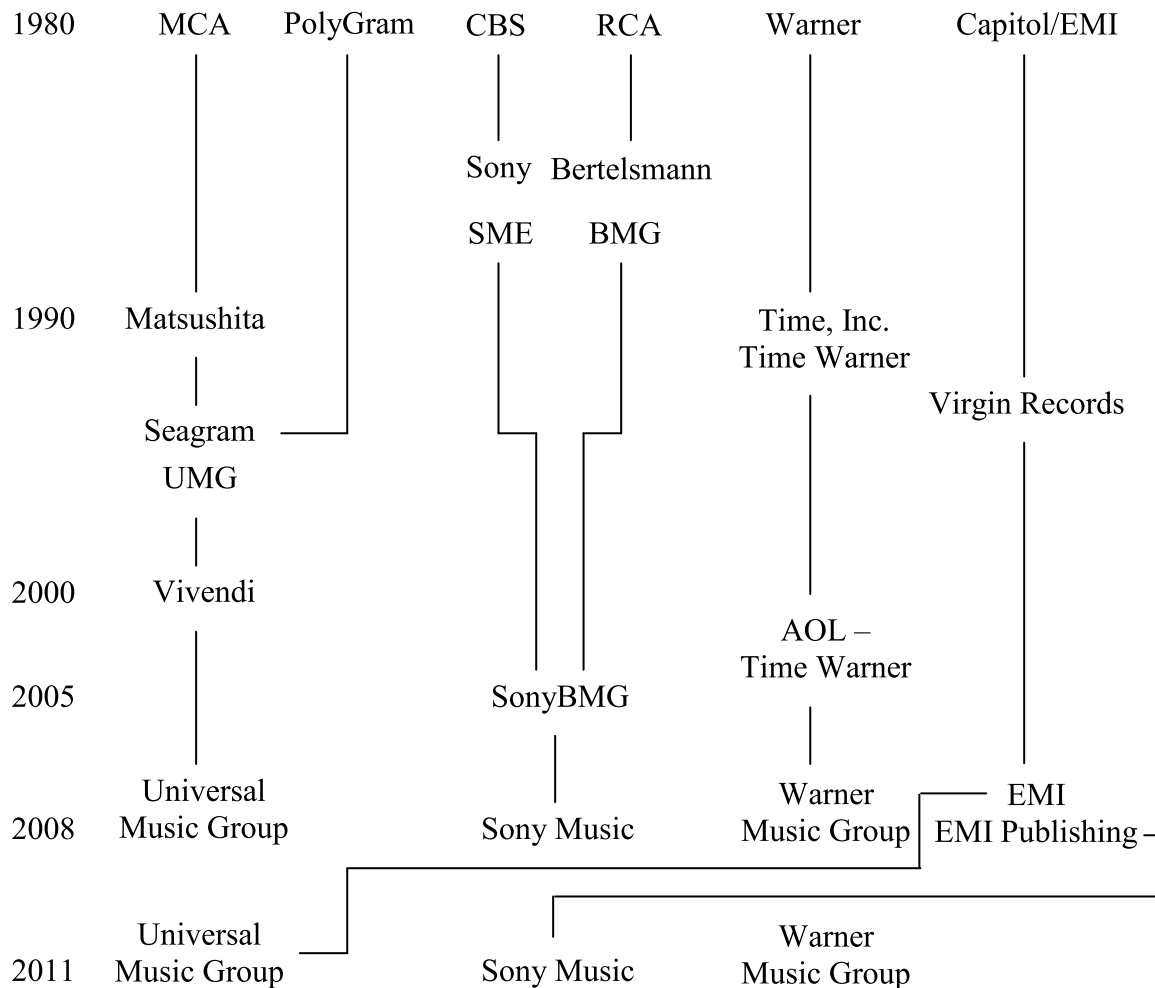 1980 MCA PolyGram CBS RCA Warner Capitol/EMI
Sony Bertelsmann
SME BMG
1990 Matsushita Time, Inc.
Time Warner
Virgin Records
Seagram
UMG
2000 Vivendi
AOL –
Time Warner
2005 SonyBMG
Universal Warner EMI
2008 Music Group Sony Music Music Group EMI Publishing
Universal Warner
2011 Music Group Sony Music Music Group